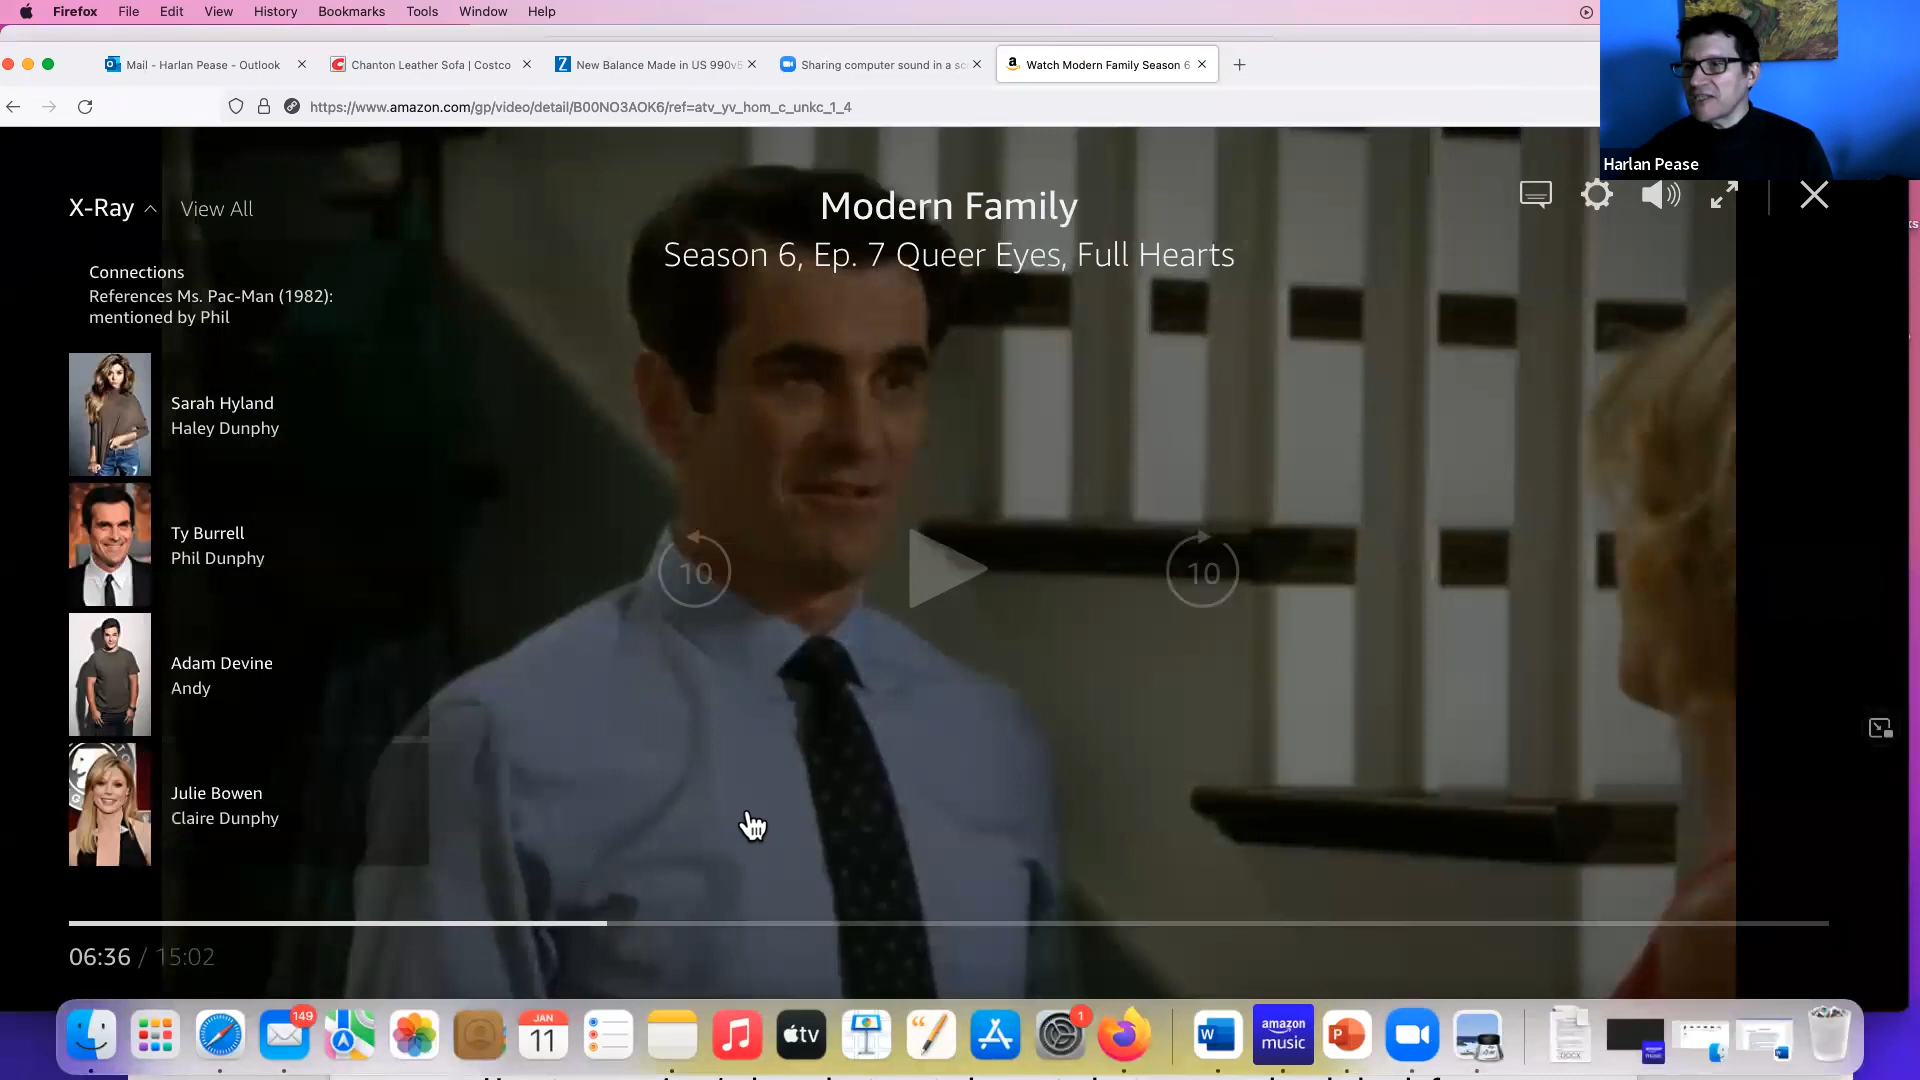 Firefox File Edit View History Bookmarks Tools Window Help
Mail - Harlan Pease - Outlook
Chanton Leather Sofa | Costco
New Balance Made in US 990v5
Sharing computer sound in a sc
Watch Modern Family Season 6
https://www.amazon.com/gp/video/detail/B00NO3AOK6/ref=atv_yv_hom_c_unkc_1_4
Harlan Pease
X-Ray View All
Modern Family
Season 6, Ep. 7 Queer Eyes, Full Hearts
Connections
References Ms. Pac-Man (1982):
mentioned by Phil
Sarah Hyland
Haley Dunphy
Ty Burrell
Phil Dunphy
Adam Devine
Andy
Julie Bowen
Claire Dunphy
10
10
06:36 / 15:02
149
JAN
11
tv
1
W
amazon
music
P
DOCX